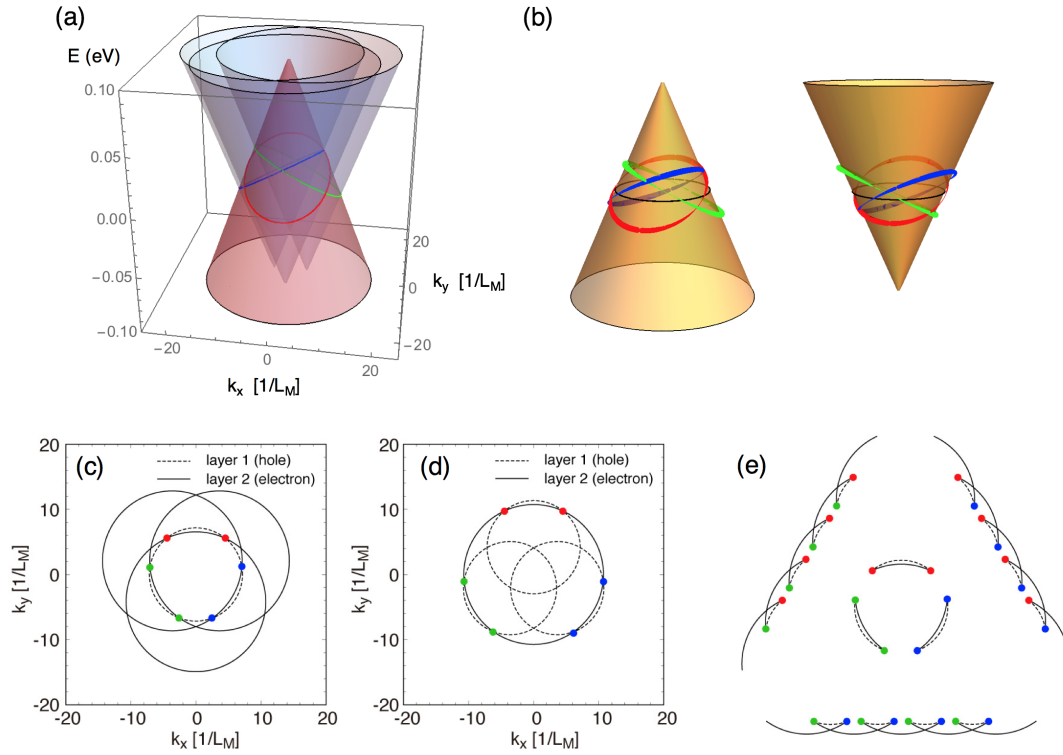 (a)
E (eV)
0.10
0.05
0.00
−0.05
−0.10
−20
0
20
k_x [1/L_M]
20
0
−20
k_y [1/L_M]
(b)
(c)
layer 1 (hole)
layer 2 (electron)
20
10
0
-10
-20
-20
-10
0
10
20
k_y [1/L_M]
k_x [1/L_M]
(d)
layer 1 (hole)
layer 2 (electron)
20
10
0
-10
-20
-20
-10
0
10
20
k_y [1/L_M]
k_x [1/L_M]
(e)